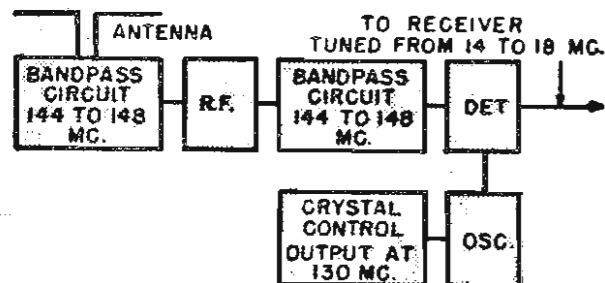 ANTENNA
TO RECEIVER
TUNED FROM 14 TO 18 MC.
BANDPASS
CIRCUIT
144 TO 148
MC.
R.F.
BANDPASS
CIRCUIT
144 TO 148
MC.
DET
CRYSTAL
CONTROL
OUTPUT AT
130 MC.
OSC.